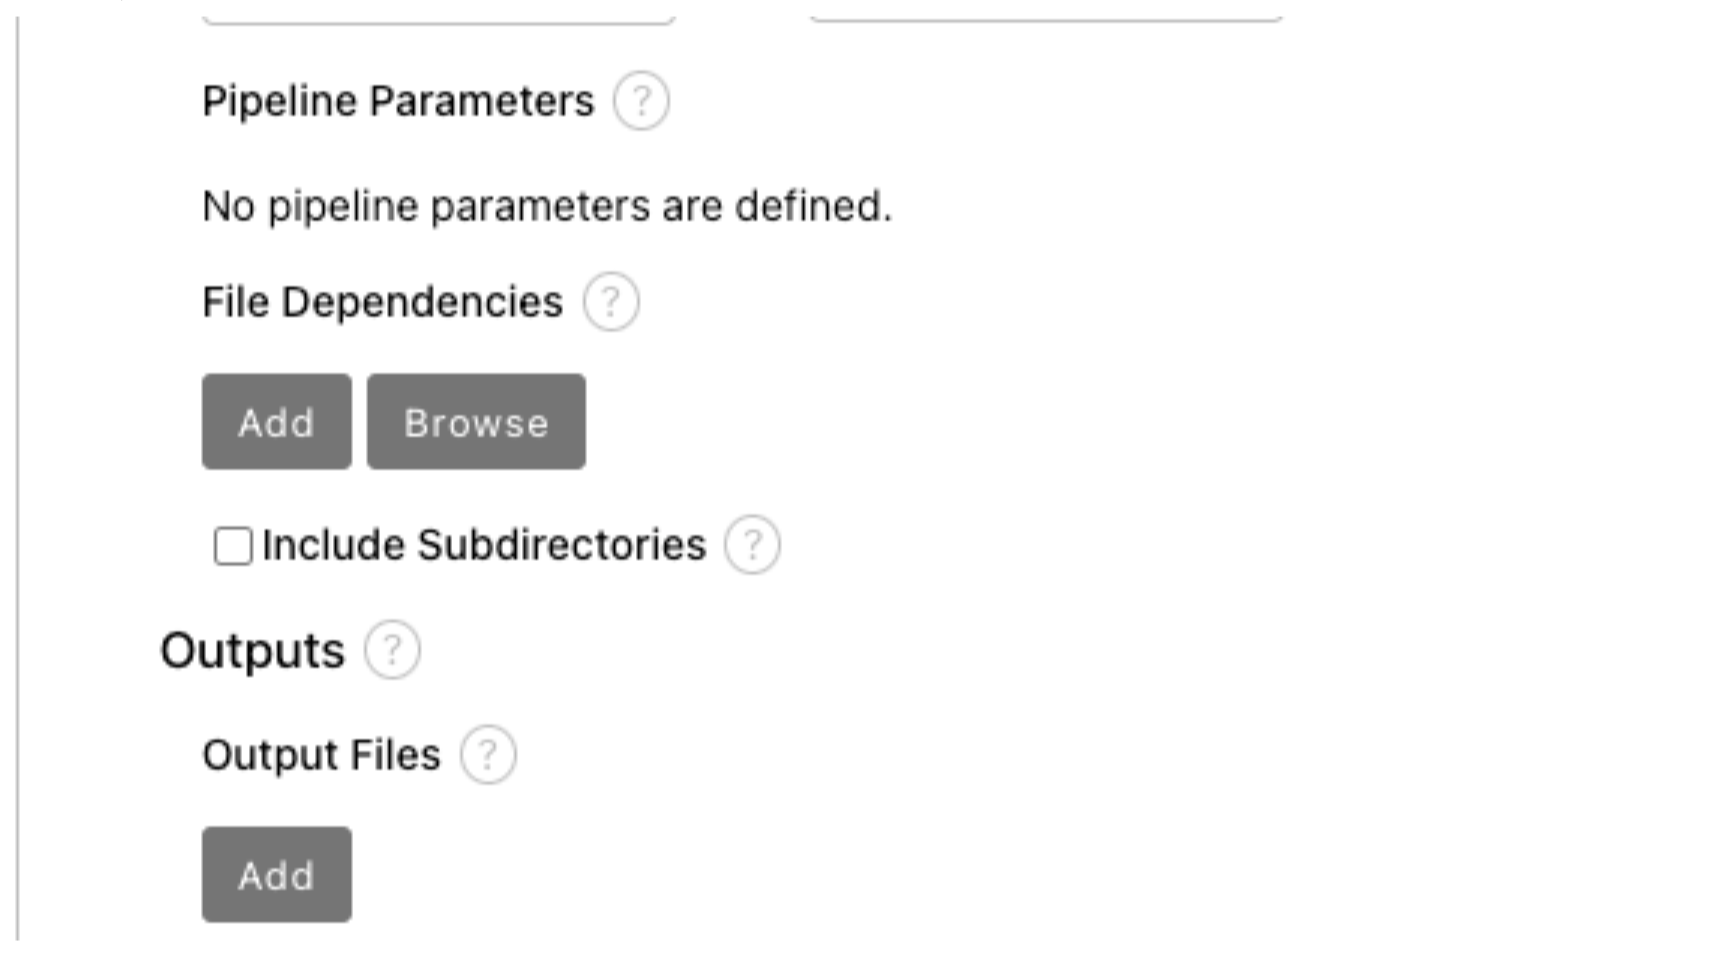 Pipeline Parameters ?
No pipeline parameters are defined.
File Dependencies ?
Add Browse
Include Subdirectories ?
Outputs ?
Output Files ?
Add